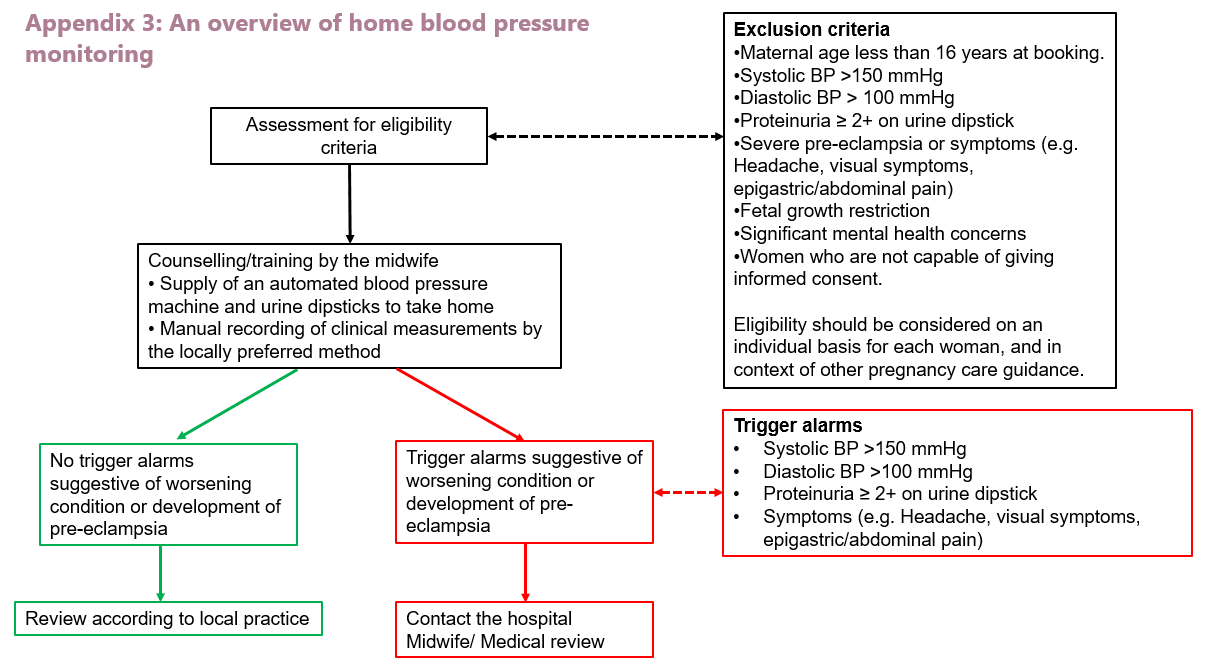 Appendix 3: An overview of home blood pressure
monitoring
Assessment for eligibility
criteria
Exclusion criteria
•Maternal age less than 16 years at booking.
•Systolic BP >150 mmHg
•Diastolic BP > 100 mmHg
•Proteinuria ≥ 2+ on urine dipstick
•Severe pre-eclampsia or symptoms (e.g.
Headache, visual symptoms,
epigastric/abdominal pain)
•Fetal growth restriction
•Significant mental health concerns
•Women who are not capable of giving
informed consent.
Eligibility should be considered on an
individual basis for each woman, and in
context of other pregnancy care guidance.
Counselling/training by the midwife
• Supply of an automated blood pressure
machine and urine dipsticks to take home
• Manual recording of clinical measurements by
the locally preferred method
No trigger alarms
suggestive of worsening
condition or development of
pre-eclampsia
Trigger alarms suggestive of
worsening condition or
development of pre-
eclampsia
Trigger alarms
• Systolic BP >150 mmHg
• Diastolic BP >100 mmHg
• Proteinuria ≥ 2+ on urine dipstick
• Symptoms (e.g. Headache, visual symptoms,
epigastric/abdominal pain)
Review according to local practice
Contact the hospital
Midwife/ Medical review